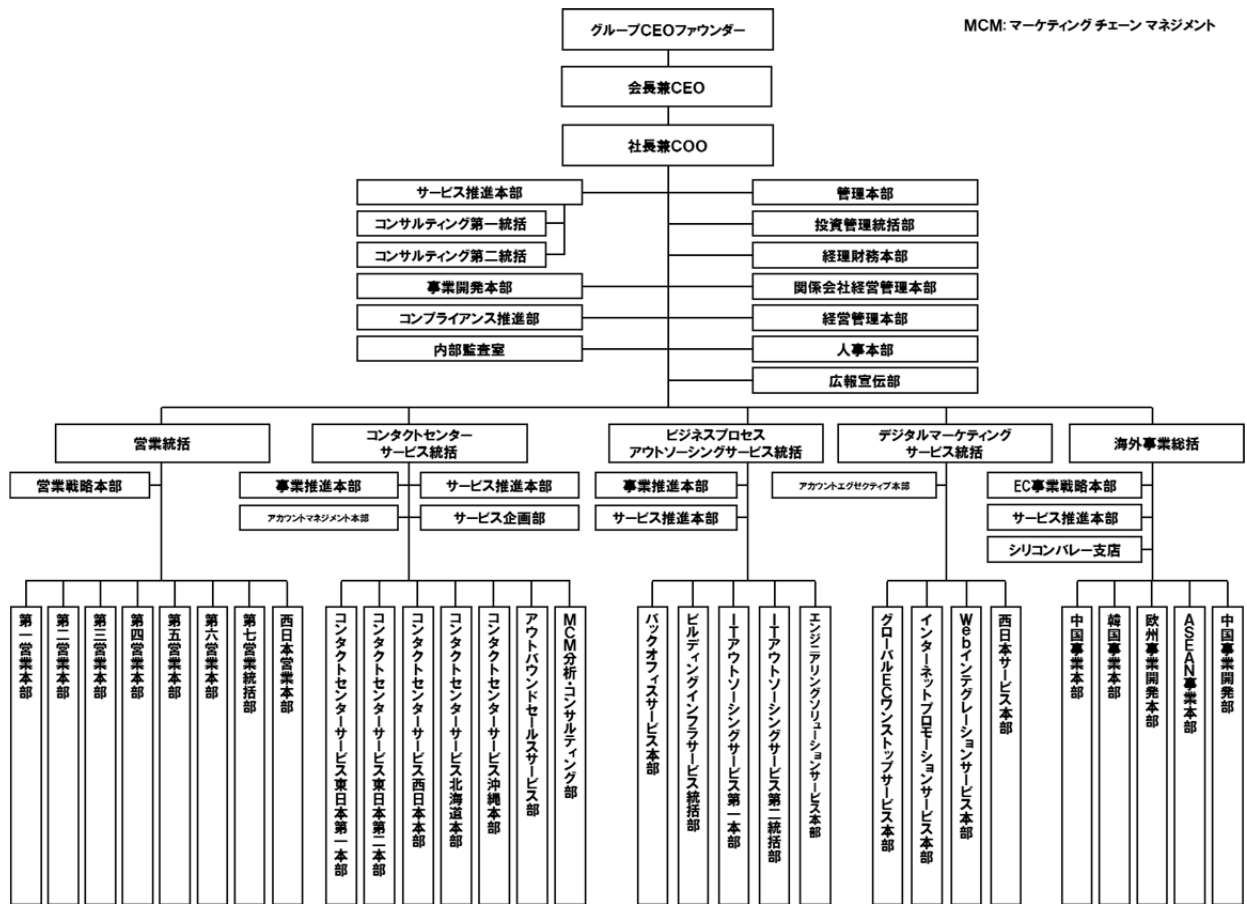 グループCEOファウンダー
MCM: マーケティング チェーン マネジメント
会長兼CEO
社長兼COO
サービス推進本部
管理本部
コンサルティング第一統括
投資管理統括部
コンサルティング第二統括
経理財務本部
事業開発本部
関係会社経営管理本部
コンプライアンス推進部
経営管理本部
内部監査室
人事本部
広報宣伝部
営業統括
コンタクトセンター
サービス統括
ビジネスプロセス
アウトソーシングサービス統括
デジタルマーケティング
サービス統括
海外事業総括
営業戦略本部
事業推進本部
サービス推進本部
事業推進本部
アカウントエグゼクティブ本部
EC事業戦略本部
アカウントマネジメント本部
サービス企画部
サービス推進本部
サービス推進本部
シリコンバレー支店
第一営業本部
第二営業本部
第三営業本部
第四営業本部
第五営業本部
第六営業本部
第七営業統括部
西日本営業本部
コンタクトセンターサービス東日本第一本部
コンタクトセンターサービス東日本第二本部
コンタクトセンターサービス西日本本部
コンタクトセンターサービス北海道本部
コンタクトセンターサービス沖縄本部
アウトバウンドセールスサービス部
MCM分析・コンサルティング部
バックオフィスサービス本部
ビルディングインフラサービス統括部
ITアウトソーシングサービス第一本部
ITアウトソーシングサービス第二統括部
エンジニアリングソリューションサービス本部
グローバルECワンストップサービス本部
インターネットプロモーションサービス本部
Webインテグレーションサービス本部
西日本サービス本部
中国事業本部
韓国事業本部
欧州事業開発本部
ASEAN事業本部
中国事業開発部